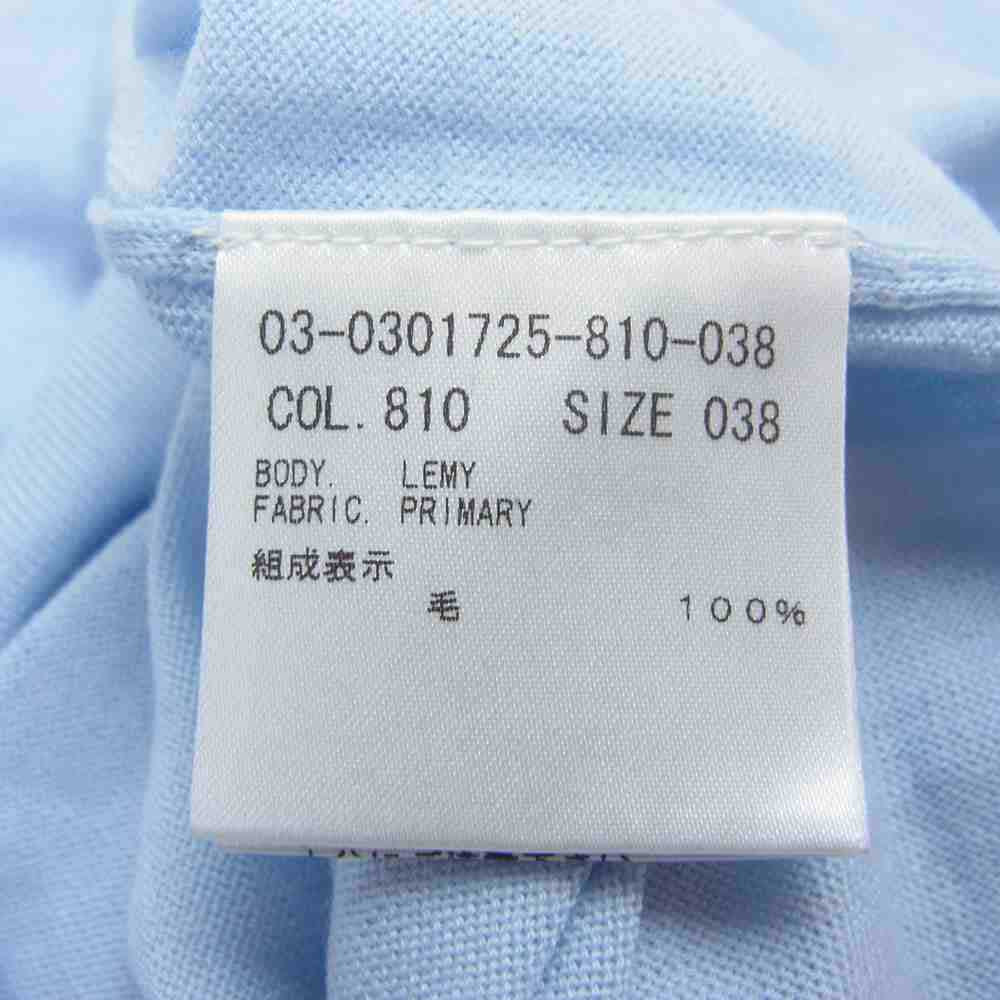 03-0301725-810-038
COL. 810 SIZE 038
BODY. LEMY
FABRIC. PRIMARY
組成表示
毛 100%